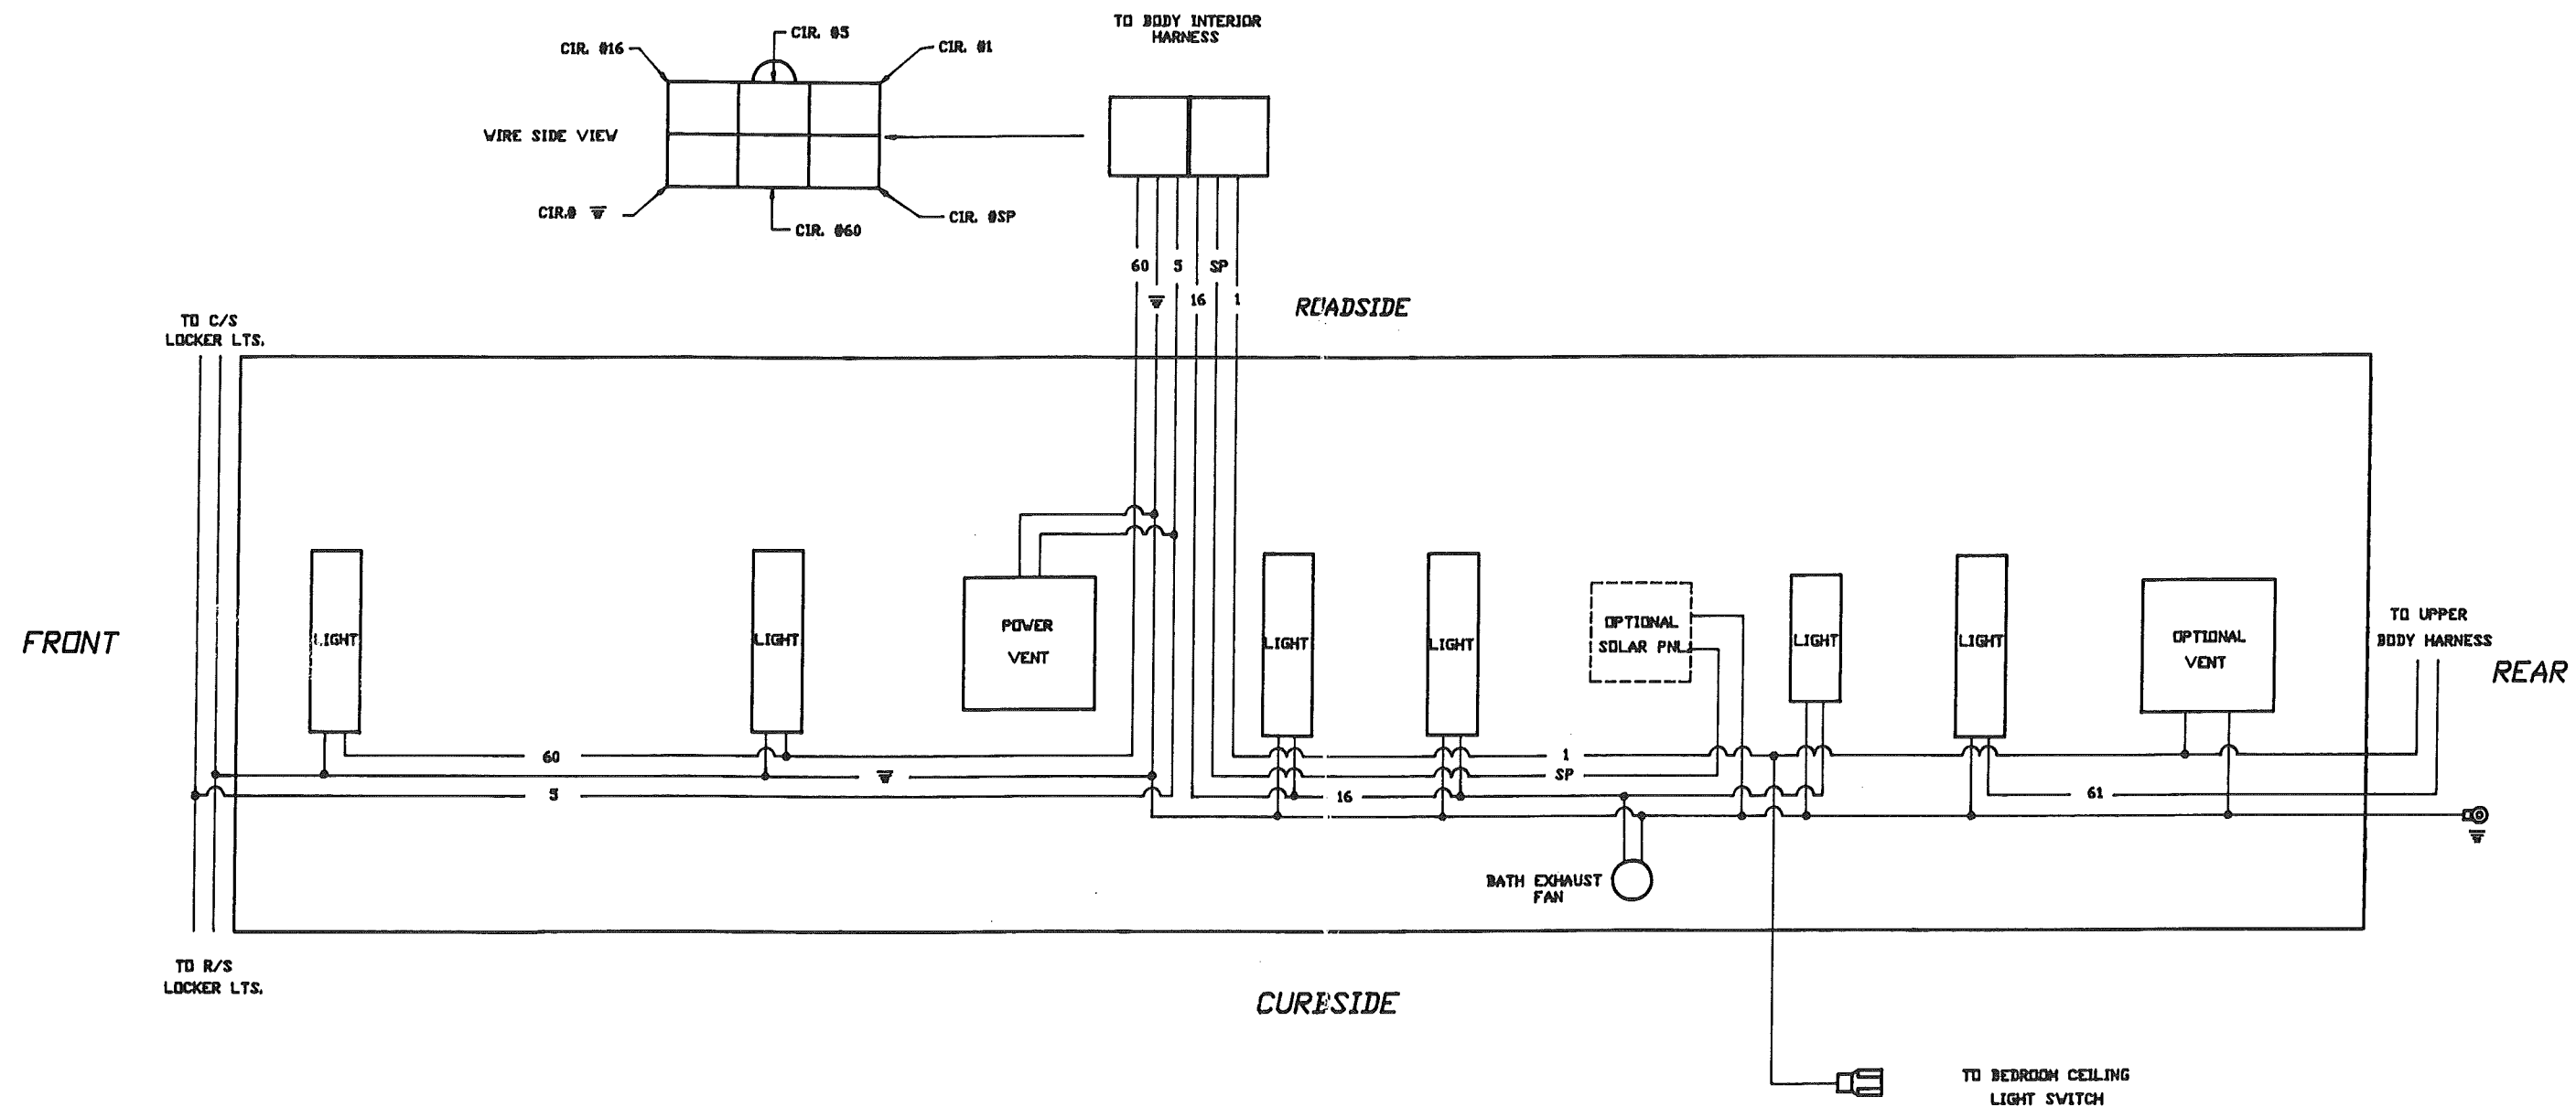 TO BODY INTERIOR
HARNESS
CIR. #5
CIR. #16
CIR. #1
WIRE SIDE VIEW
CIR.#
CIR. #SP
CIR. #60
60
5
SP
16
1
ROADSIDE
TO C/S
LOCKER LTS.
FRONT
LIGHT
LIGHT
POWER
VENT
LIGHT
LIGHT
OPTIONAL
SOLAR PNL.
LIGHT
LIGHT
OPTIONAL
VENT
TO UPPER
BODY HARNESS
REAR
60
1
SP
5
16
61
BATH EXHAUST
FAN
TO R/S
LOCKER LTS.
CURBSIDE
TO BEDROOM CEILING
LIGHT SWITCH